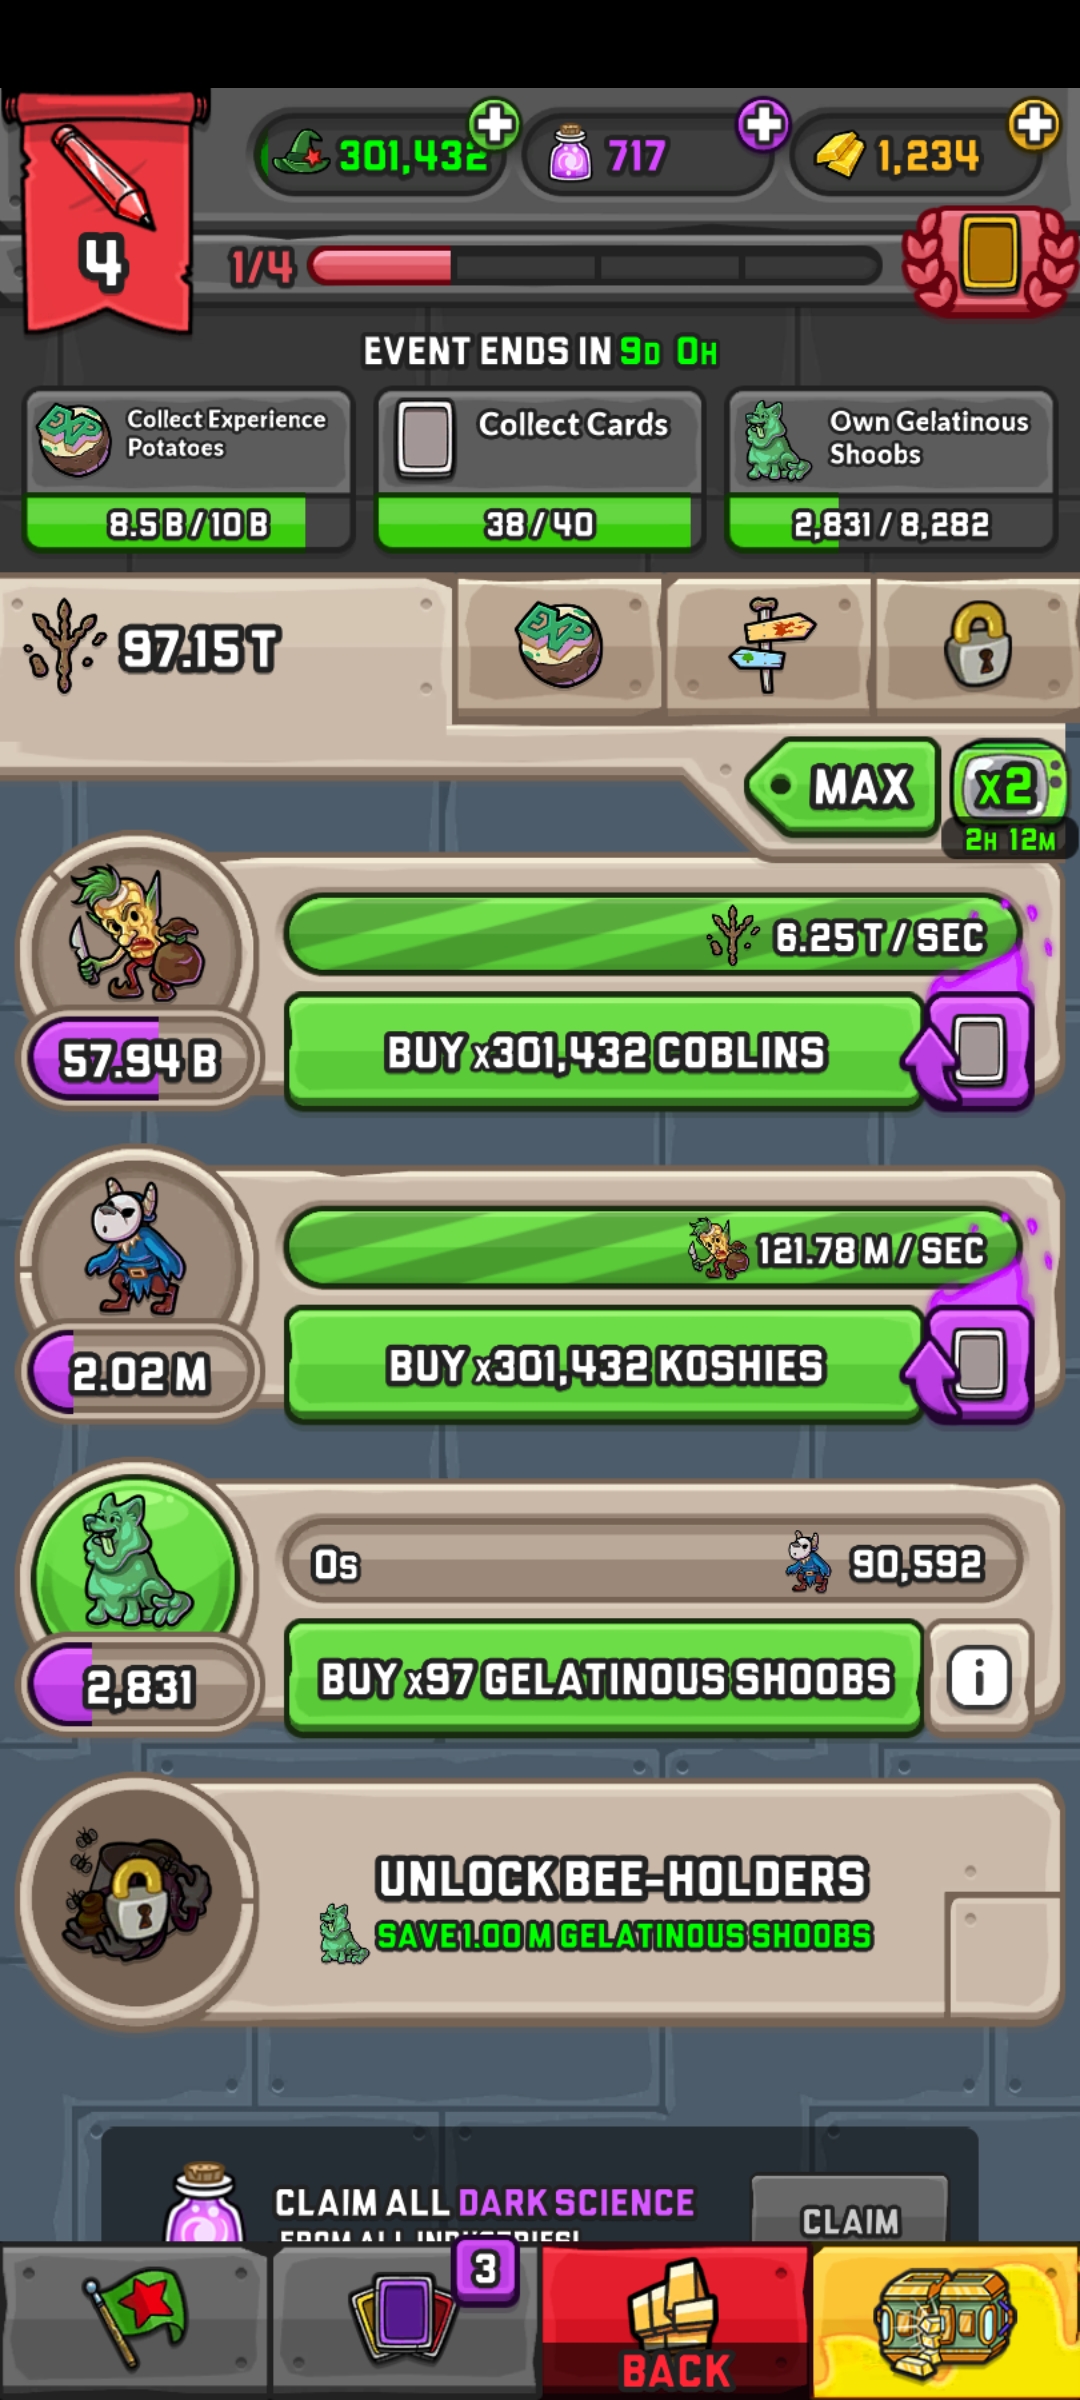 301,432
717
1,234
4
1/4
EVENT ENDS IN 9D 0H
Collect Experience
Potatoes
8.5 B / 10 B
Collect Cards
38 / 40
Own Gelatinous
Shoobs
2,831 / 8,282
97.15 T
EXP
MAX
x2
2H 12M
6.25 T / SEC
57.94 B
BUY x301,432 COBLINS
121.78 M / SEC
2.02 M
BUY x301,432 KOSHIES
0s
90,592
2,831
BUY x97 GELATINOUS SHOOBS
i
UNLOCK BEE-HOLDERS
SAVE 1.00 M GELATINOUS SHOOBS
CLAIM ALL DARK SCIENCE
FROM ALL INDUSTRIES!
CLAIM
3
BACK